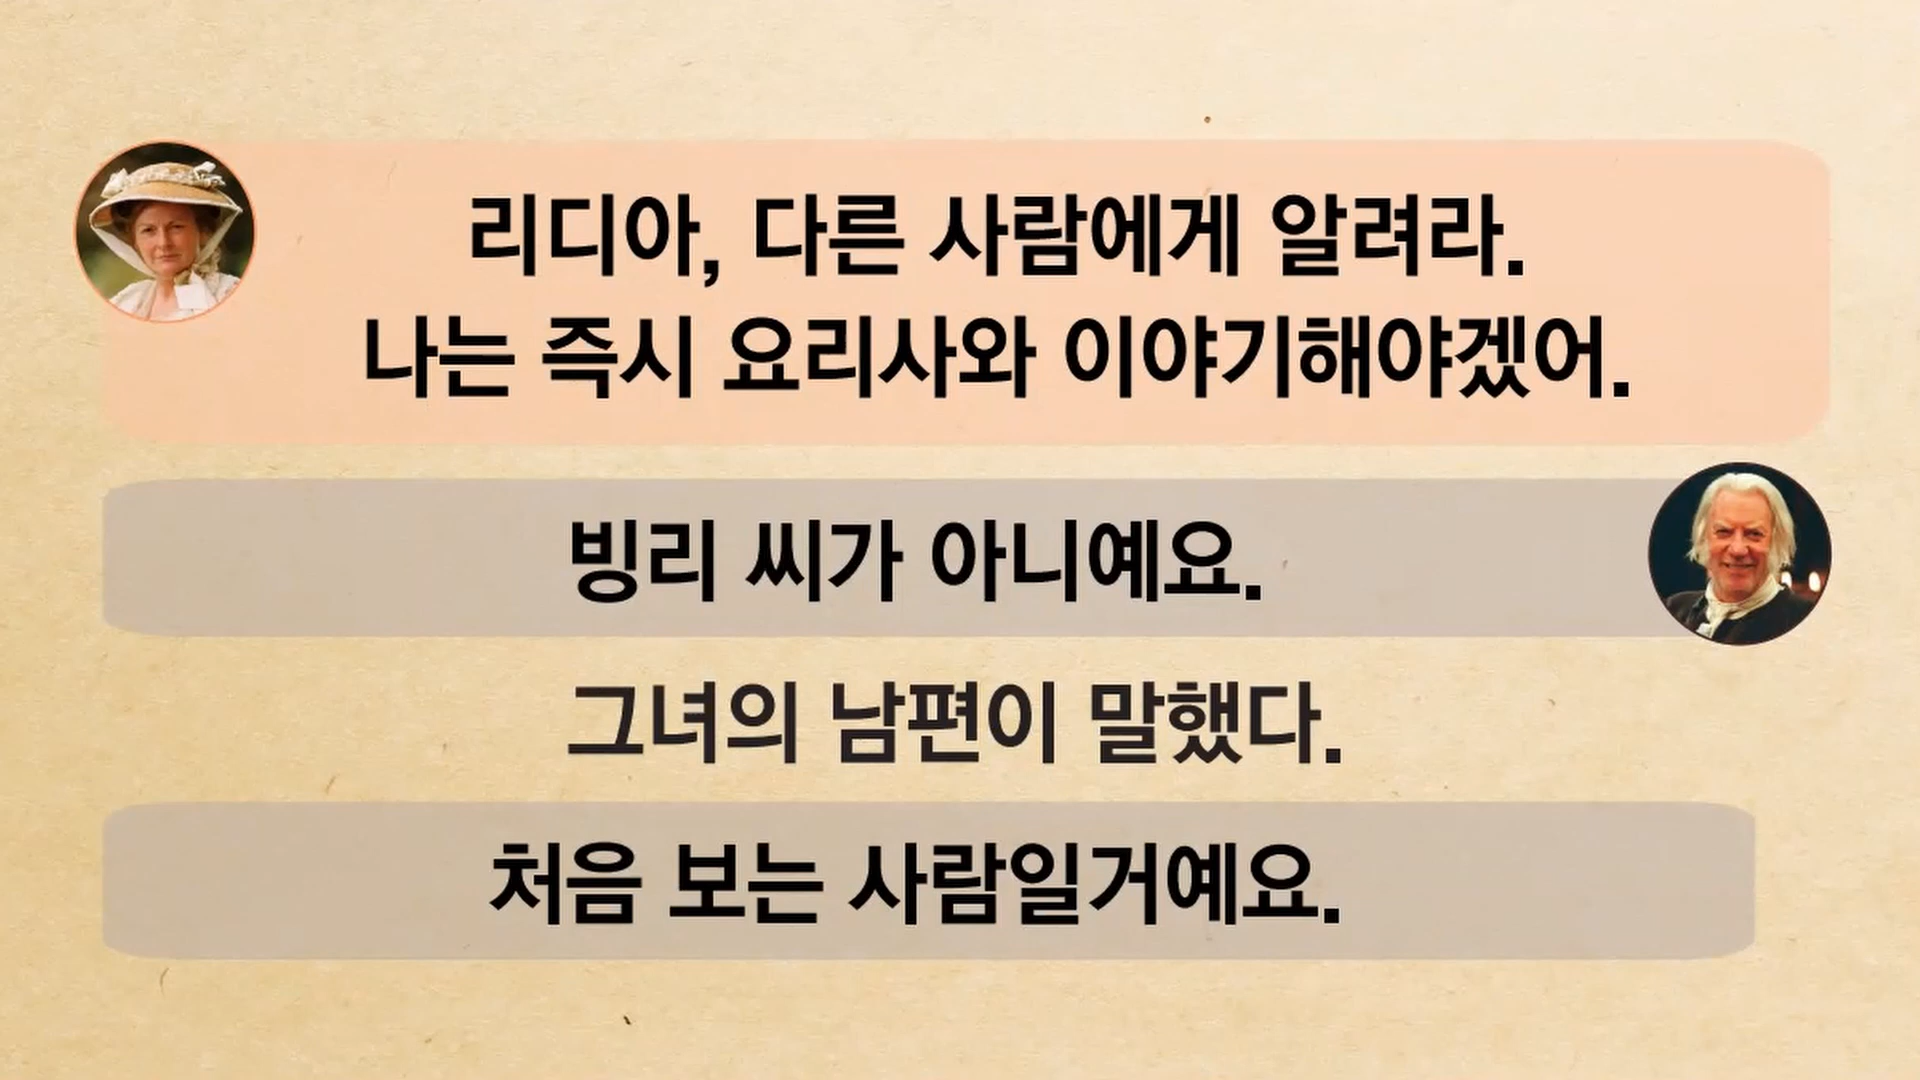 리디아, 다른 사람에게 알려라.
나는 즉시 요리사와 이야기해야겠어.
빙리 씨가 아니예요.
그녀의 남편이 말했다.
처음 보는 사람일거예요.